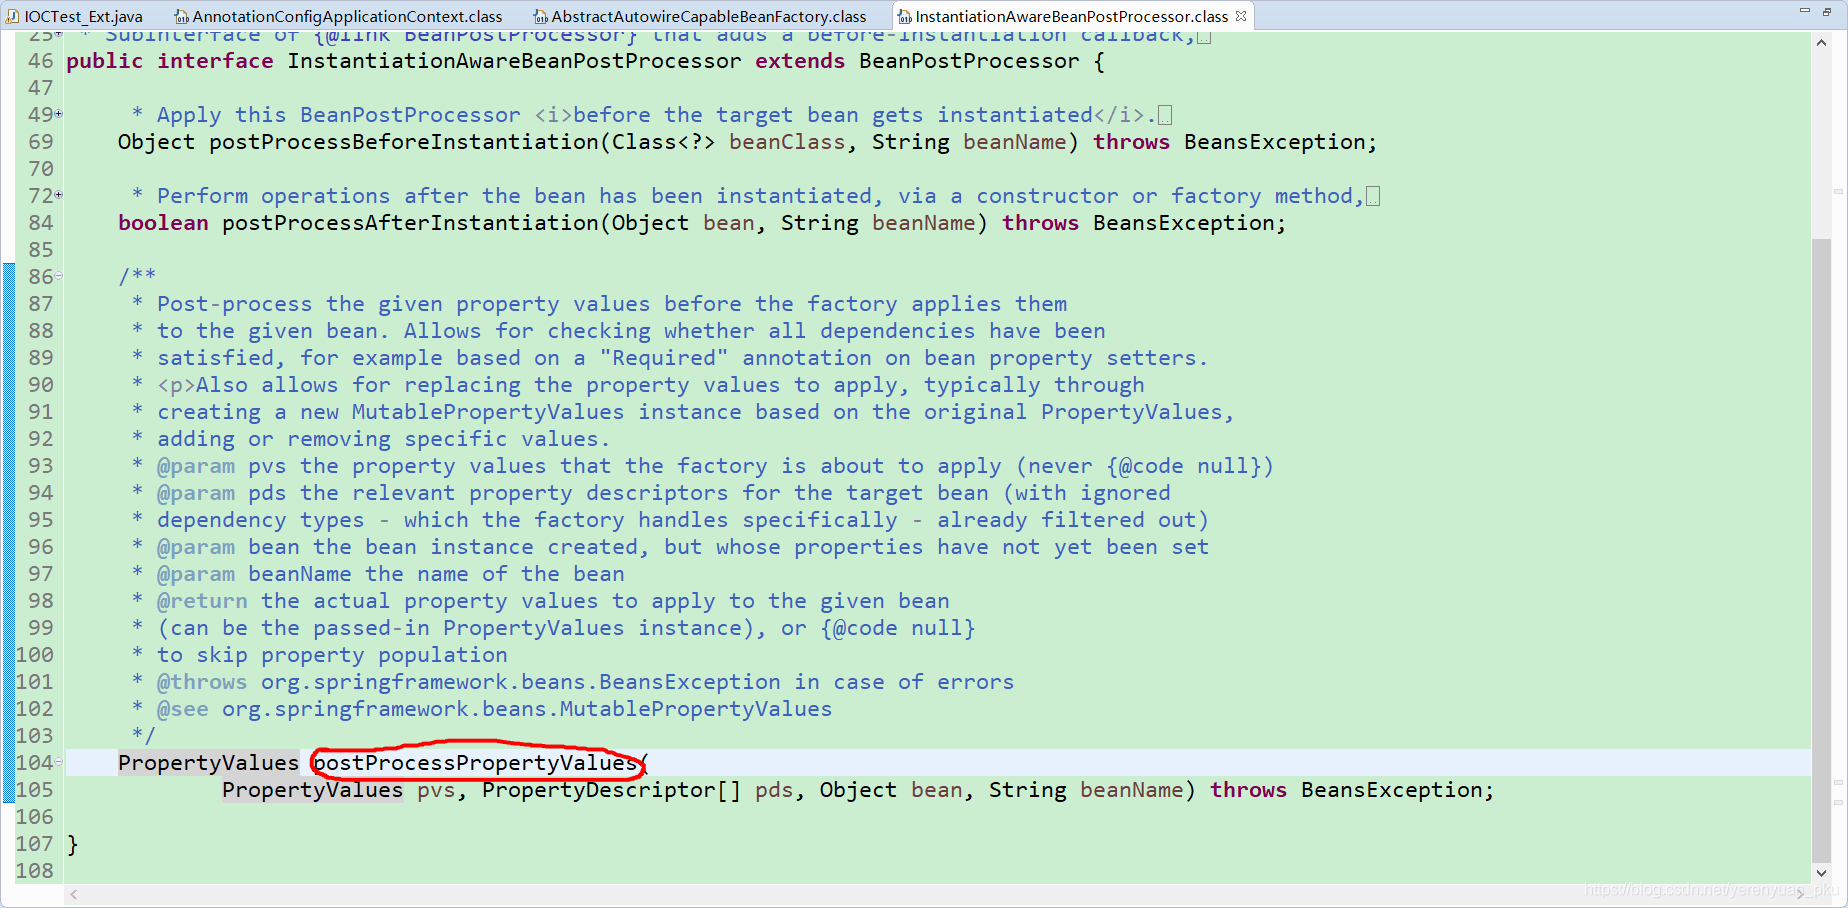 IOCTest_Ext.java AnnotationConfigApplicationContext.class AbstractAutowireCapableBeanFactory.class InstantiationAwareBeanPostProcessor.class
25 * Subinterface of {@link BeanPostProcessor} that adds a before-instantiation callback,
46 public interface InstantiationAwareBeanPostProcessor extends BeanPostProcessor {
47
49 * Apply this BeanPostProcessor <i>before the target bean gets instantiated</i>.
69 Object postProcessBeforeInstantiation(Class<?> beanClass, String beanName) throws BeansException;
70
72 * Perform operations after the bean has been instantiated, via a constructor or factory method,
84 boolean postProcessAfterInstantiation(Object bean, String beanName) throws BeansException;
85
86 /**
87 * Post-process the given property values before the factory applies them
88 * to the given bean. Allows for checking whether all dependencies have been
89 * satisfied, for example based on a "Required" annotation on bean property setters.
90 * <p>Also allows for replacing the property values to apply, typically through
91 * creating a new MutablePropertyValues instance based on the original PropertyValues,
92 * adding or removing specific values.
93 * @param pvs the property values that the factory is about to apply (never {@code null})
94 * @param pds the relevant property descriptors for the target bean (with ignored
95 * dependency types - which the factory handles specifically - already filtered out)
96 * @param bean the bean instance created, but whose properties have not yet been set
97 * @param beanName the name of the bean
98 * @return the actual property values to apply to the given bean
99 * (can be the passed-in PropertyValues instance), or {@code null}
100 * to skip property population
101 * @throws org.springframework.beans.BeansException in case of errors
102 * @see org.springframework.beans.MutablePropertyValues
103 */
104 PropertyValues postProcessPropertyValues(
105 PropertyValues pvs, PropertyDescriptor[] pds, Object bean, String beanName) throws BeansException;
106
107 }
108
https://blog.csdn.net/yerenyuan_pku